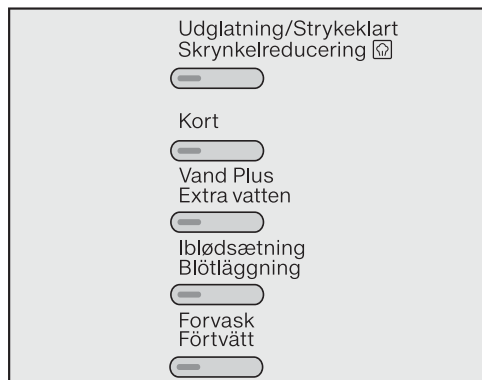 Udglatning/Strykeklart
Skrynkelreducering
Kort
Vand Plus
Extra vatten
Iblødsætning
Blötläggning
Forvask
Förtvätt